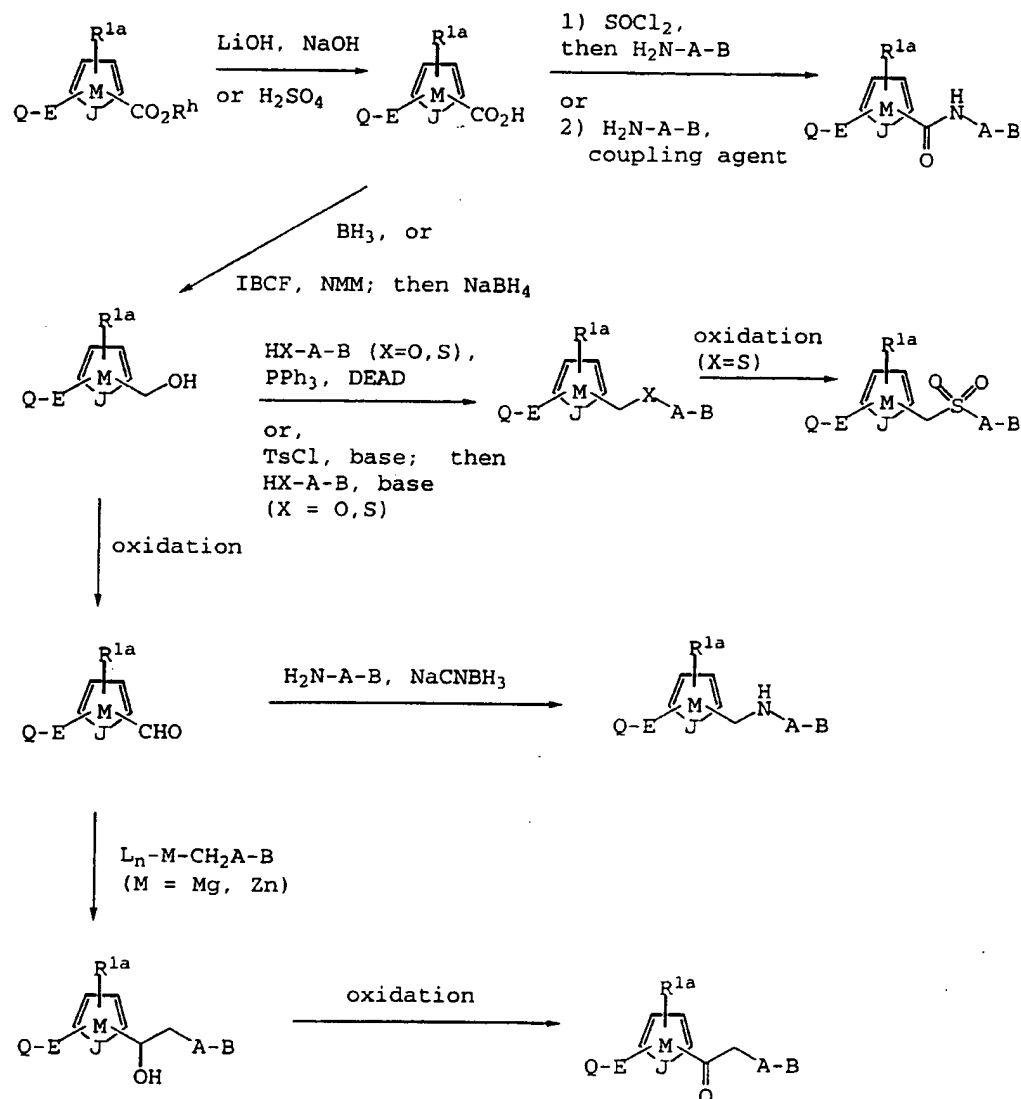 R1a
Q-E
M
J
CO2Rh
LiOH, NaOH
or H2SO4
R1a
Q-E
M
J
CO2H
1) SOCl2,
then H2N-A-B
or
2) H2N-A-B,
coupling agent
R1a
Q-E
M
J
O
H
N
A-B
BH3, or
IBCF, NMM; then NaBH4
R1a
Q-E
M
J
OH
HX-A-B (X=O,S),
PPh3, DEAD
or,
TsCl, base; then
HX-A-B, base
(X = O,S)
R1a
Q-E
M
J
X
A-B
oxidation
(X=S)
R1a
Q-E
M
J
O
O
S
A-B
oxidation
R1a
Q-E
M
J
CHO
H2N-A-B, NaCNBH3
R1a
Q-E
M
J
H
N
A-B
Ln-M-CH2A-B
(M = Mg, Zn)
R1a
Q-E
M
J
OH
A-B
oxidation
R1a
Q-E
M
J
O
A-B